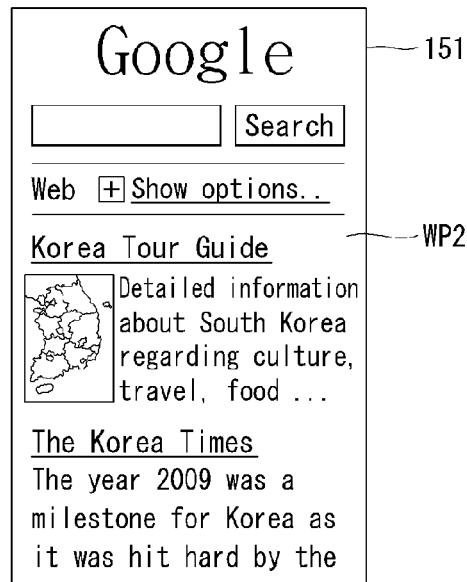 Google
151
Search
Web + Show options..
WP2
Korea Tour Guide
Detailed information
about South Korea
regarding culture,
travel, food ...
The Korea Times
The year 2009 was a
milestone for Korea as
it was hit hard by the